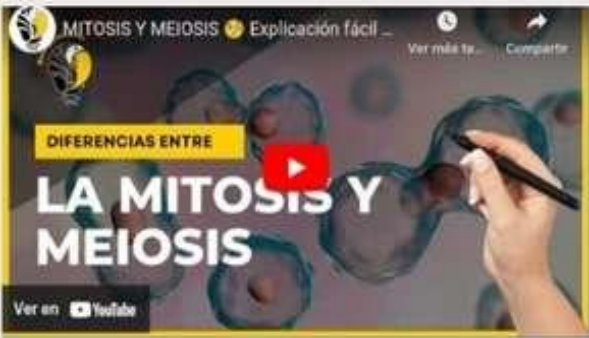 MITOSIS Y MEIOSIS 🤔 Explicación fácil ...
Ver más ta... Compartir
DIFERENCIAS ENTRE
LA MITOSIS Y
MEIOSIS
Ver en YouTube